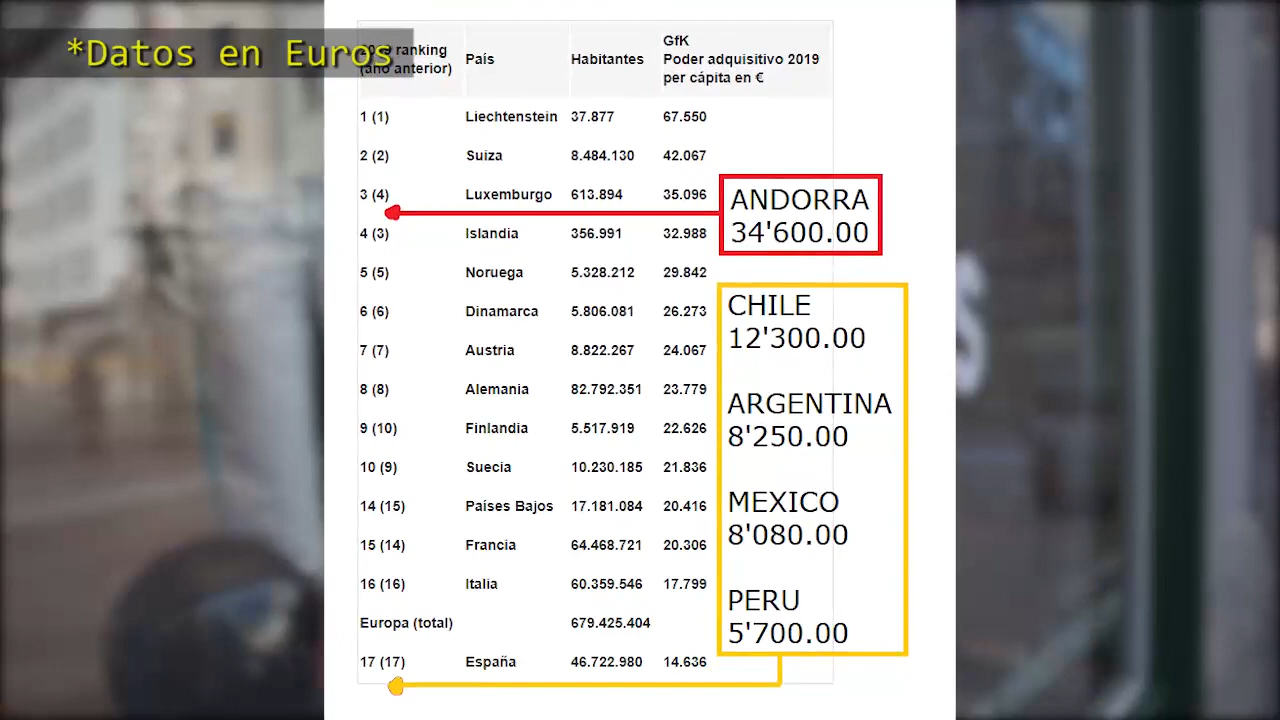 *Datos en Euros
ranking
(año anterior)
País
Habitantes
GfK
Poder adquisitivo 2019
per cápita en €
1 (1) Liechtenstein 37.877 67.550
2 (2) Suiza 8.484.130 42.067
3 (4) Luxemburgo 613.894 35.096
4 (3) Islandia 356.991 32.988
5 (5) Noruega 5.328.212 29.842
6 (6) Dinamarca 5.806.081 26.273
7 (7) Austria 8.822.267 24.067
8 (8) Alemania 82.792.351 23.779
9 (10) Finlandia 5.517.919 22.626
10 (9) Suecia 10.230.185 21.836
14 (15) Países Bajos 17.181.084 20.416
15 (14) Francia 64.468.721 20.306
16 (16) Italia 60.359.546 17.799
Europa (total) 679.425.404
17 (17) España 46.722.980 14.636
ANDORRA
34'600.00
CHILE
12'300.00
ARGENTINA
8'250.00
MEXICO
8'080.00
PERU
5'700.00